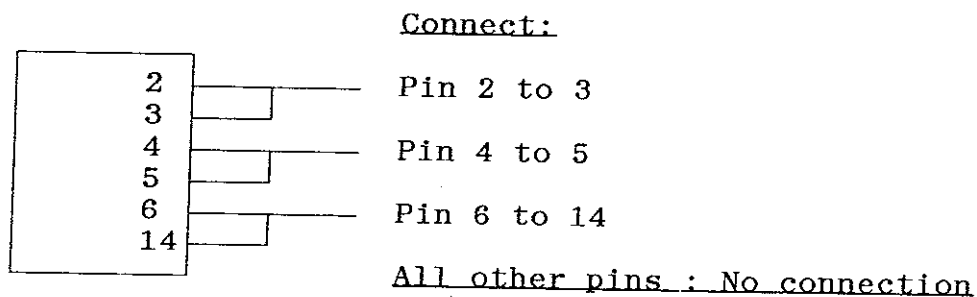 Connect:
2
Pin 2 to 3
3
4
Pin 4 to 5
5
6
Pin 6 to 14
14
All other pins : No connection